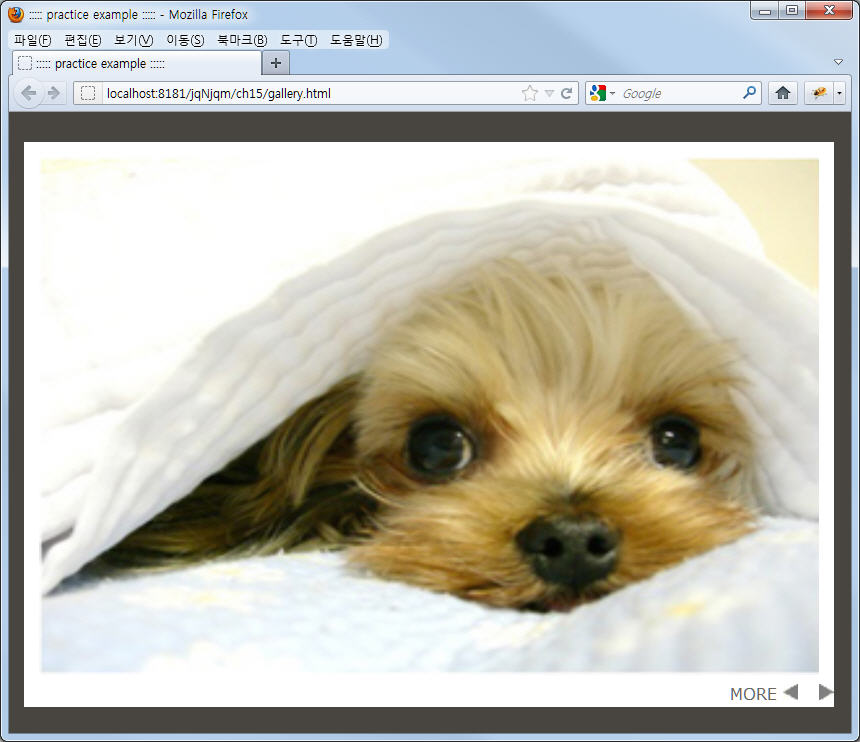 ::::: practice example ::::: - Mozilla Firefox
파일(F) 편집(E) 보기(V) 이동(S) 북마크(B) 도구(T) 도움말(H)
::::: practice example :::::
localhost:8181/jqNjqm/ch15/gallery.html Google
MORE